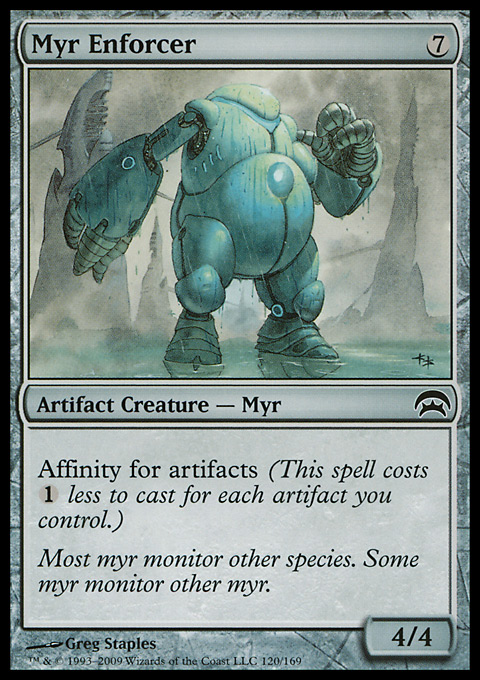 Myr Enforcer
7
Artifact Creature — Myr
Affinity for artifacts (This spell costs
1 less to cast for each artifact you
control.)
Most myr monitor other species. Some
myr monitor other myr.
Greg Staples
4/4
™ & © 1993–2009 Wizards of the Coast LLC 120/169